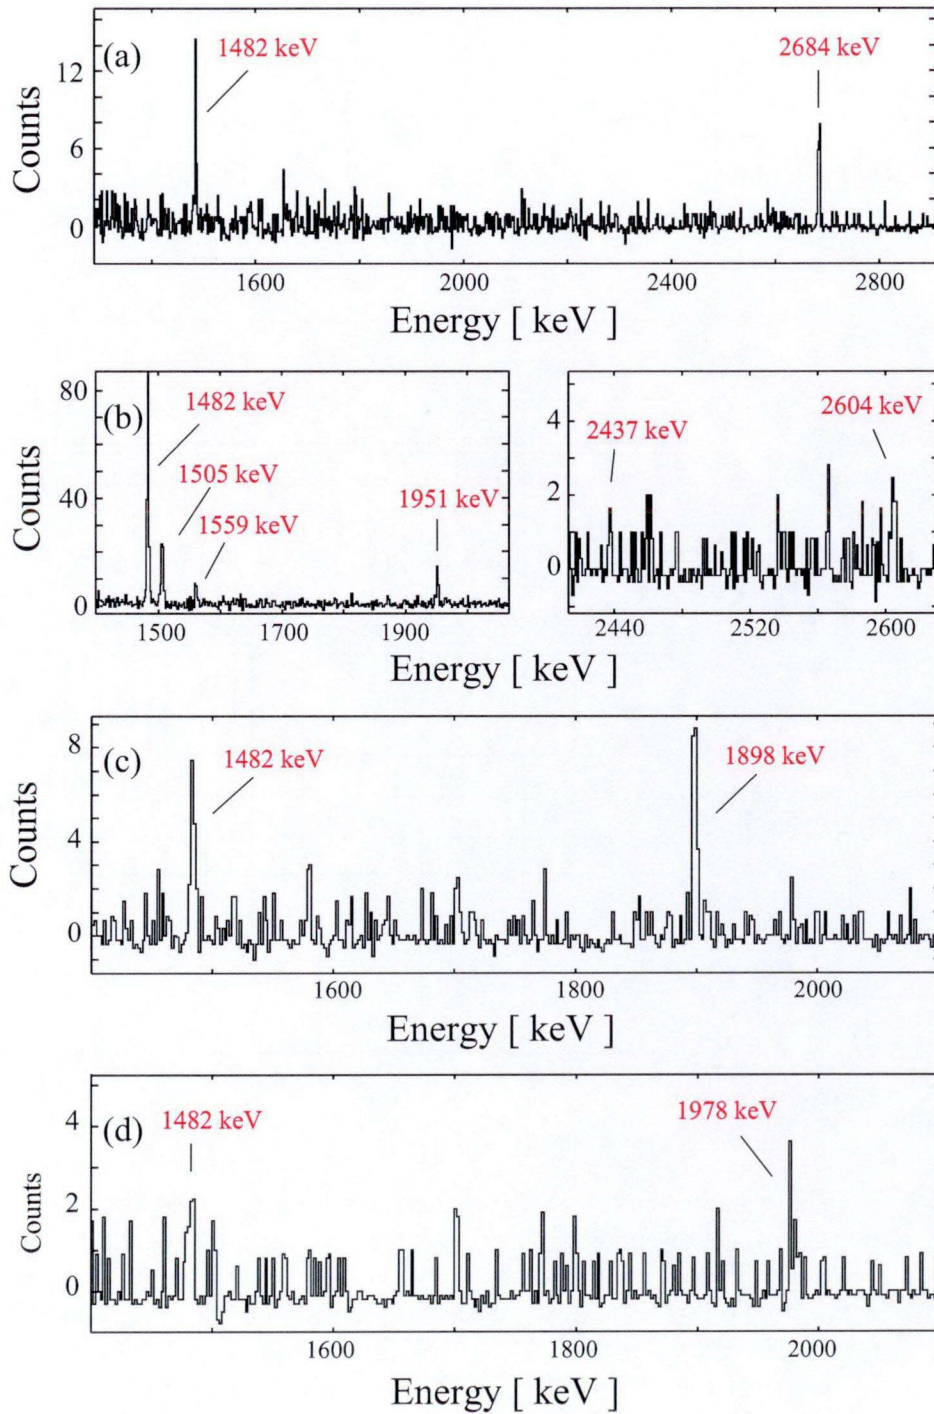 (a)
1482 keV
2684 keV
Counts
12
6
0
1600
2000
2400
2800
Energy [ keV ]
(b)
1482 keV
1505 keV
1559 keV
1951 keV
Counts
80
40
0
1500
1700
1900
Energy [ keV ]
2437 keV
2604 keV
4
2
0
2440
2520
2600
Energy [ keV ]
(c)
1482 keV
1898 keV
Counts
8
4
0
1600
1800
2000
Energy [ keV ]
(d)
1482 keV
1978 keV
Counts
4
2
0
1600
1800
2000
Energy [ keV ]